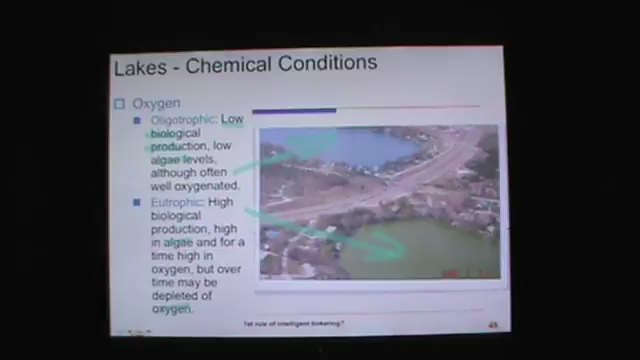 Lakes - Chemical Conditions
Oxygen
Oligotrophic: Low
biological
production, low
algae levels,
although often
well oxygenated.
Eutrophic: High
biological
production, high
in algae and for a
time high in
oxygen, but over
time may be
depleted of
oxygen.
1st rule of intelligent tinkering?